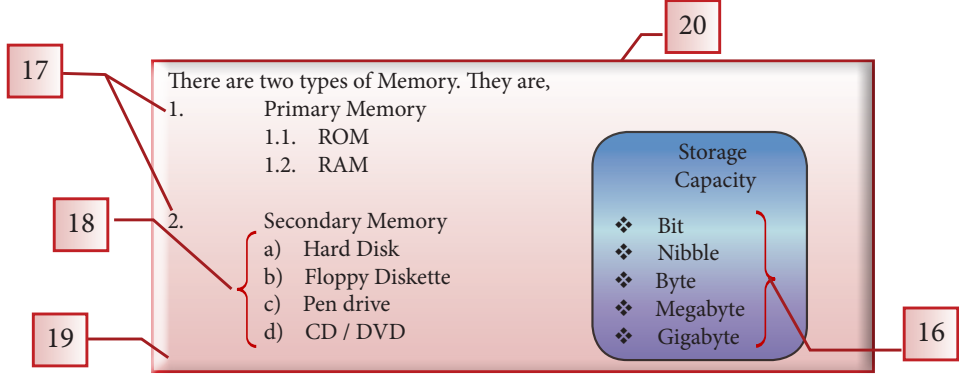 20
17
There are two types of Memory. They are,
1. Primary Memory
1.1. ROM
1.2. RAM
18
2. Secondary Memory
a) Hard Disk
b) Floppy Diskette
c) Pen drive
d) CD / DVD
19
Storage
Capacity
❖ Bit
❖ Nibble
❖ Byte
❖ Megabyte
❖ Gigabyte
16